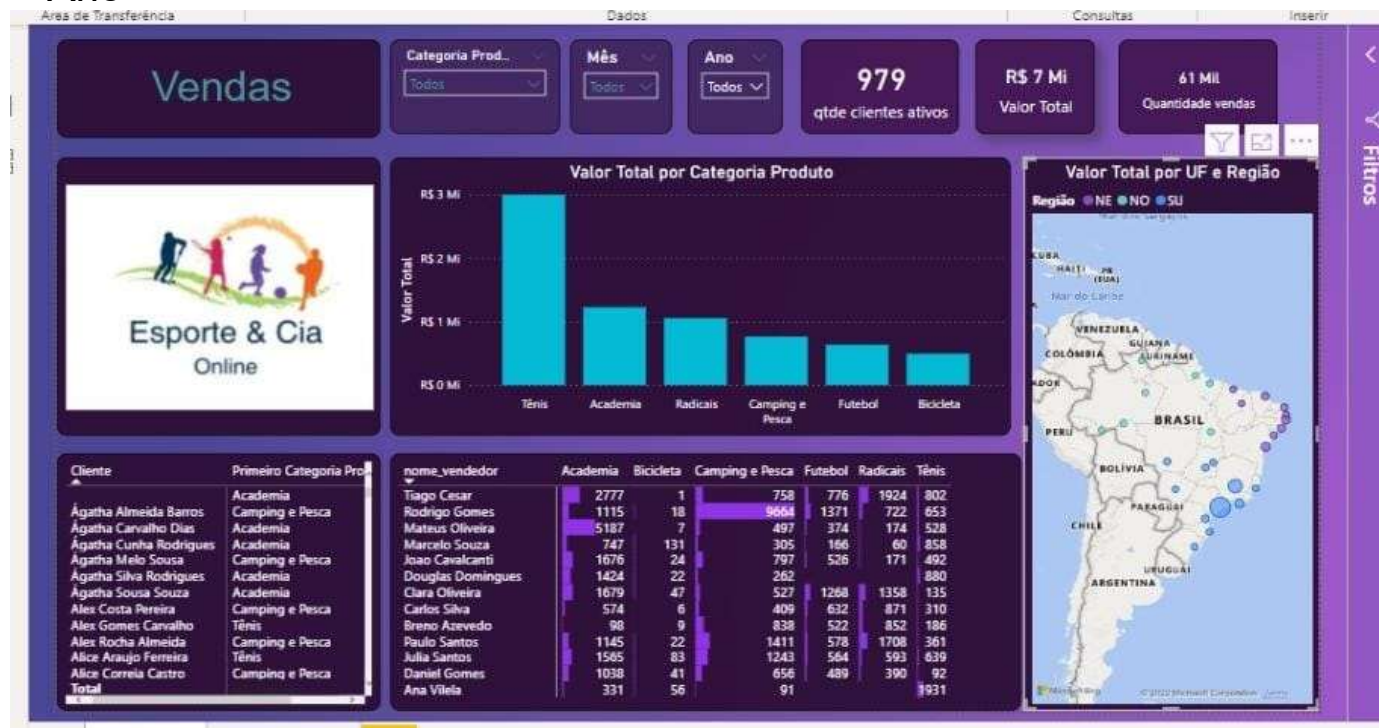 Área de Transferência Dados Consultas Inserir
Vendas
Categoria Prod...
Todos
Mês
Todos
Ano
Todos
979
qtde clientes ativos
R$ 7 Mi
Valor Total
61 Mil
Quantidade vendas
Filtros
Esporte & Cia
Online
Valor Total por Categoria Produto
Valor Total
R$ 3 Mi
R$ 2 Mi
R$ 1 Mi
R$ 0 Mi
Tênis Academia Radicais Camping e Pesca Futebol Bicicleta
Valor Total por UF e Região
Região NE NO SU
CUBA
HAITI PR
(EUA)
Mar do Caribe
VENEZUELA
GUIANA
COLÔMBIA SURINAME
ADOR
BRASIL
PERU
BOLÍVIA
PARAGUAI
CHILE
URUGUAI
ARGENTINA
© 2022 Microsoft Corporation
Cliente Primeiro Categoria Pro
Academia
Ágatha Almeida Barros Camping e Pesca
Ágatha Carvalho Dias Academia
Ágatha Cunha Rodrigues Academia
Ágatha Melo Sousa Camping e Pesca
Ágatha Silva Rodrigues Academia
Ágatha Sousa Souza Academia
Alex Costa Pereira Camping e Pesca
Alex Gomes Carvalho Tênis
Alex Rocha Almeida Camping e Pesca
Alice Araujo Ferreira Tênis
Alice Correia Castro Camping e Pesca
Total
nome_vendedor Academia Bicicleta Camping e Pesca Futebol Radicais Tênis
Tiago Cesar 2777 1 758 776 1924 802
Rodrigo Gomes 1115 18 9664 1371 722 653
Mateus Oliveira 5187 7 497 374 174 528
Marcelo Souza 747 131 305 166 60 858
Joao Cavalcanti 1676 24 797 526 171 492
Douglas Domingues 1424 22 262 880
Clara Oliveira 1679 47 527 1268 1358 135
Carlos Silva 574 6 409 632 871 310
Breno Azevedo 98 9 838 522 852 186
Paulo Santos 1145 22 1411 578 1708 361
Julia Santos 1565 83 1243 564 593 639
Daniel Gomes 1038 41 656 489 390 92
Ana Vilela 331 56 91 1931